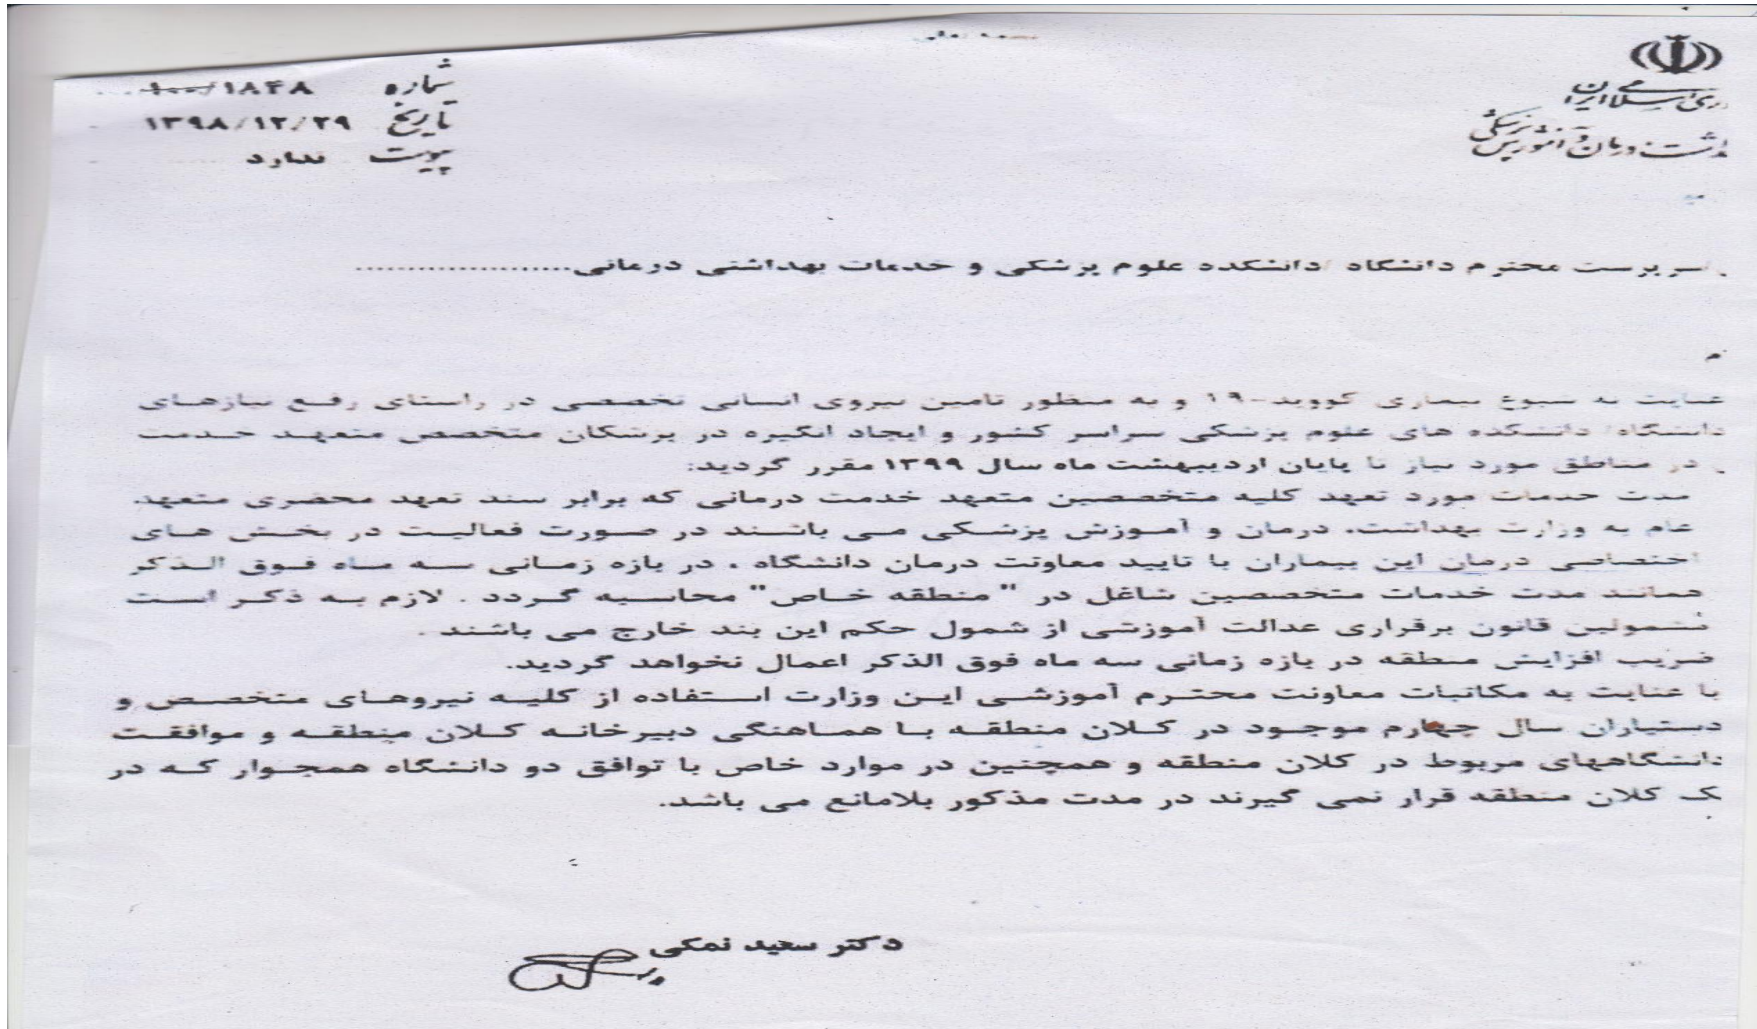 شماره ۱۰۰/۱۸۴۸
تاریخ ۱۳۹۸/۱۲/۲۹
پیوست ندارد
سرپرست محترم دانشگاه /دانشکده علوم پزشکی و خدمات بهداشتی درمانی....................
عنایت به شیوع بیماری کووید-۱۹ و به منظور تامین نیروی انسانی تخصصی در راستای رفع نیازهای
دانشگاه/ دانشکده های علوم پزشکی سراسر کشور و ایجاد انگیزه در پزشکان متخصص متعهد خدمت
در مناطق مورد نیاز تا پایان اردیبهشت ماه سال ۱۳۹۹ مقرر گردید:
مدت خدمات مورد تعهد کلیه متخصصین متعهد خدمت درمانی که برابر سند تعهد محضری متعهد
عام به وزارت بهداشت، درمان و آموزش پزشکی می باشند در صورت فعالیت در بخش های
اختصاصی درمان این بیماران با تایید معاونت درمان دانشگاه ، در بازه زمانی سه ماه فوق الذکر
همانند مدت خدمات متخصصین شاغل در "منطقه خاص" محاسبه گردد . لازم به ذکر است
مشمولین قانون برقراری عدالت آموزشی از شمول حکم این بند خارج می باشند .
ضریب افزایش منطقه در بازه زمانی سه ماه فوق الذکر اعمال نخواهد گردید.
با عنایت به مکاتبات معاونت محترم آموزشی این وزارت استفاده از کلیه نیروهای متخصص و
دستیاران سال چهارم موجود در کلان منطقه با هماهنگی دبیرخانه کلان منطقه و موافقت
دانشگاههای مربوط در کلان منطقه و همچنین در موارد خاص با توافق دو دانشگاه همجوار که در
یک کلان منطقه قرار نمی گیرند در مدت مذکور بلامانع می باشد.
دکتر سعید نمکی